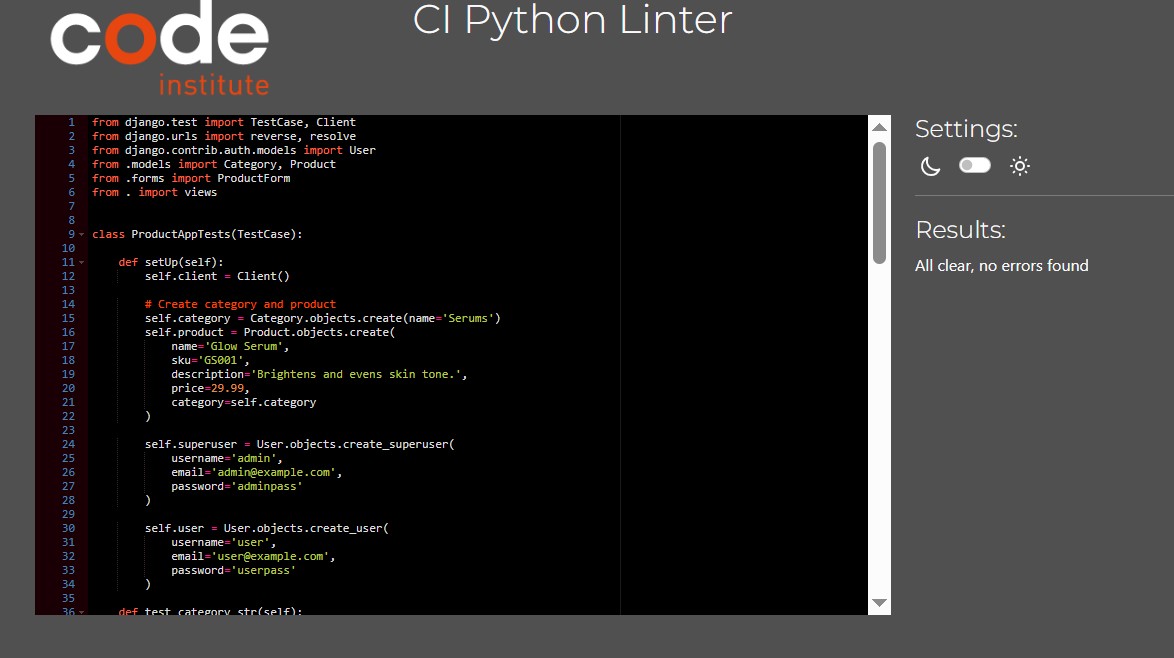 code
institute
CI Python Linter
1 from django.test import TestCase, Client
2 from django.urls import reverse, resolve
3 from django.contrib.auth.models import User
4 from .models import Category, Product
5 from .forms import ProductForm
6 from . import views
7
8
9 class ProductAppTests(TestCase):
10
11     def setUp(self):
12         self.client = Client()
13
14         # Create category and product
15         self.category = Category.objects.create(name='Serums')
16         self.product = Product.objects.create(
17             name='Glow Serum',
18             sku='GS001',
19             description='Brightens and evens skin tone.',
20             price=29.99,
21             category=self.category
22         )
23
24         self.superuser = User.objects.create_superuser(
25             username='admin',
26             email='admin@example.com',
27             password='adminpass'
28         )
29
30         self.user = User.objects.create_user(
31             username='user',
32             email='user@example.com',
33             password='userpass'
34         )
35
36     def test_category_str(self):
Settings:
Results:
All clear, no errors found